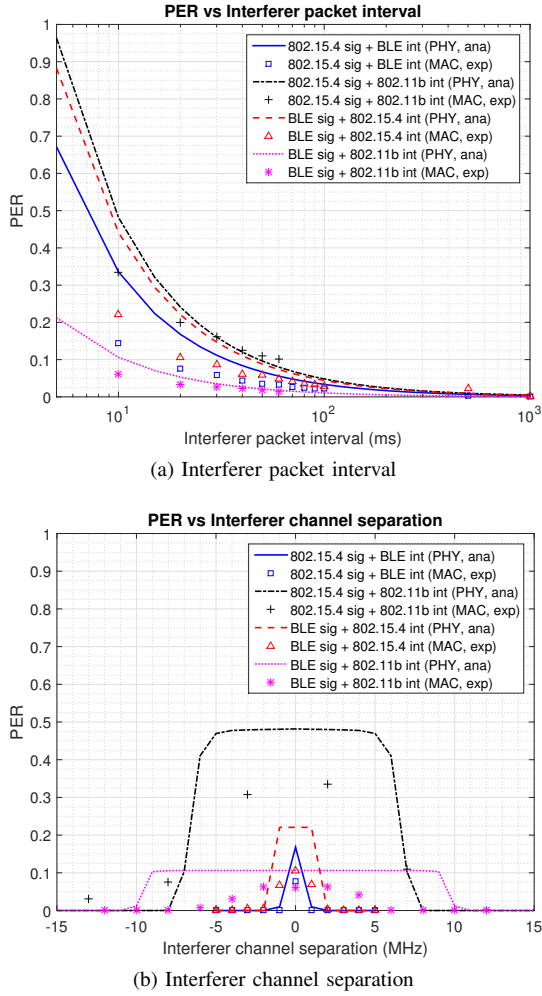 PER vs Interferer packet interval
1
0.9
0.8
0.7
0.6
0.5
0.4
0.3
0.2
0.1
0
PER
802.15.4 sig + BLE int (PHY, ana)
802.15.4 sig + BLE int (MAC, exp)
802.15.4 sig + 802.11b int (PHY, ana)
802.15.4 sig + 802.11b int (MAC, exp)
BLE sig + 802.15.4 int (PHY, ana)
BLE sig + 802.15.4 int (MAC, exp)
BLE sig + 802.11b int (PHY, ana)
BLE sig + 802.11b int (MAC, exp)
10¹ 10² 10³
Interferer packet interval (ms)
(a) Interferer packet interval
PER vs Interferer channel separation
1
0.9
0.8
0.7
0.6
0.5
0.4
0.3
0.2
0.1
0
PER
802.15.4 sig + BLE int (PHY, ana)
802.15.4 sig + BLE int (MAC, exp)
802.15.4 sig + 802.11b int (PHY, ana)
802.15.4 sig + 802.11b int (MAC, exp)
BLE sig + 802.15.4 int (PHY, ana)
BLE sig + 802.15.4 int (MAC, exp)
BLE sig + 802.11b int (PHY, ana)
BLE sig + 802.11b int (MAC, exp)
-15 -10 -5 0 5 10 15
Interferer channel separation (MHz)
(b) Interferer channel separation